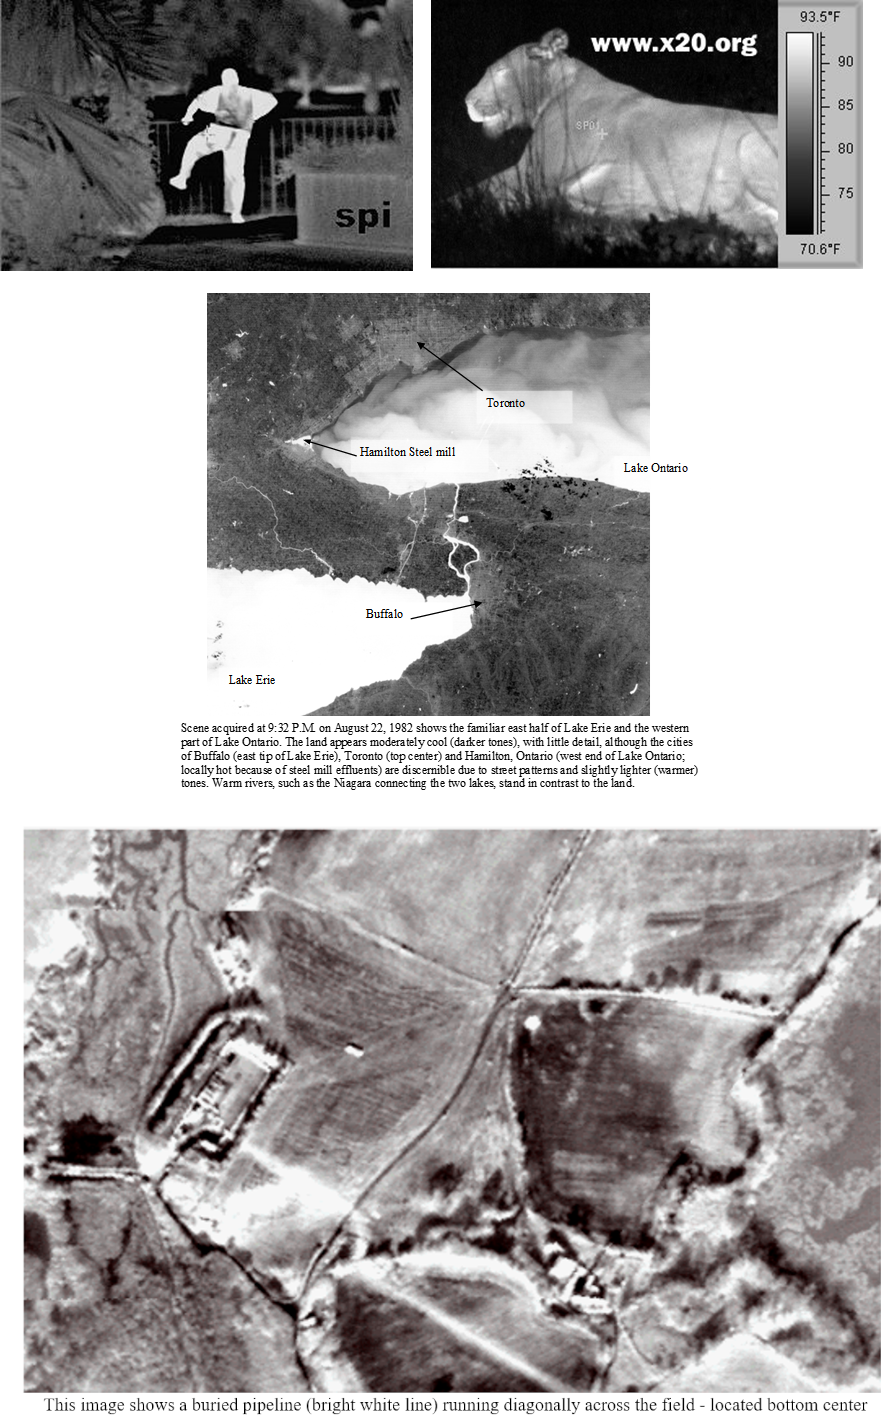 spi
www.x20.org
93.5°F
90
85
80
75
70.6°F
SP01
Toronto
Hamilton Steel mill
Lake Ontario
Buffalo
Lake Erie
Scene acquired at 9:32 P.M. on August 22, 1982 shows the familiar east half of Lake Erie and the western
part of Lake Ontario. The land appears moderately cool (darker tones), with little detail, although the cities
of Buffalo (east tip of Lake Erie), Toronto (top center) and Hamilton, Ontario (west end of Lake Ontario;
locally hot because of steel mill effluents) are discernible due to street patterns and slightly lighter (warmer)
tones. Warm rivers, such as the Niagara connecting the two lakes, stand in contrast to the land.
This image shows a buried pipeline (bright white line) running diagonally across the field - located bottom center